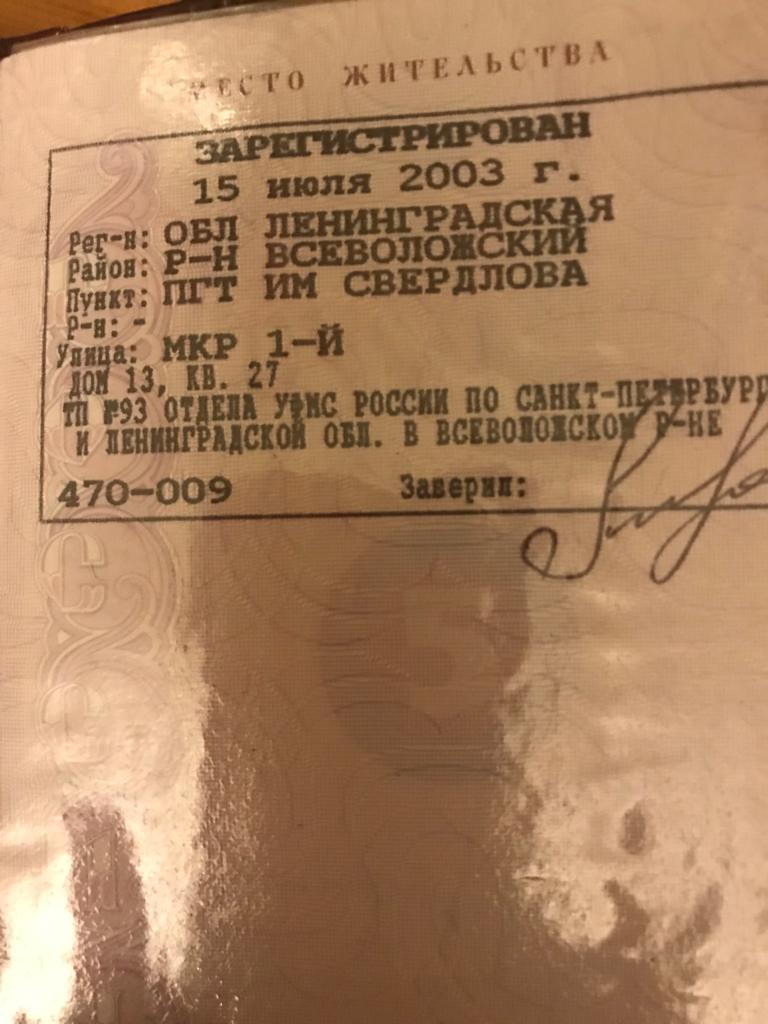 МЕСТО ЖИТЕЛЬСТВА
ЗАРЕГИСТРИРОВАН
15 июля 2003 г.
Рег-н: ОБЛ ЛЕНИНГРАДСКАЯ
Район: Р-Н ВСЕВОЛОЖСКИЙ
Пункт: ПГТ ИМ СВЕРДЛОВА
Р-н: -
Улица: МКР 1-Й
ДОМ 13, КВ. 27
ТП №93 ОТДЕЛА УФМС РОССИИ ПО САНКТ-ПЕТЕРБУРГ
И ЛЕНИНГРАДСКОЙ ОБЛ. В ВСЕВОЛОЖСКОМ Р-НЕ
470-009 Заверил: